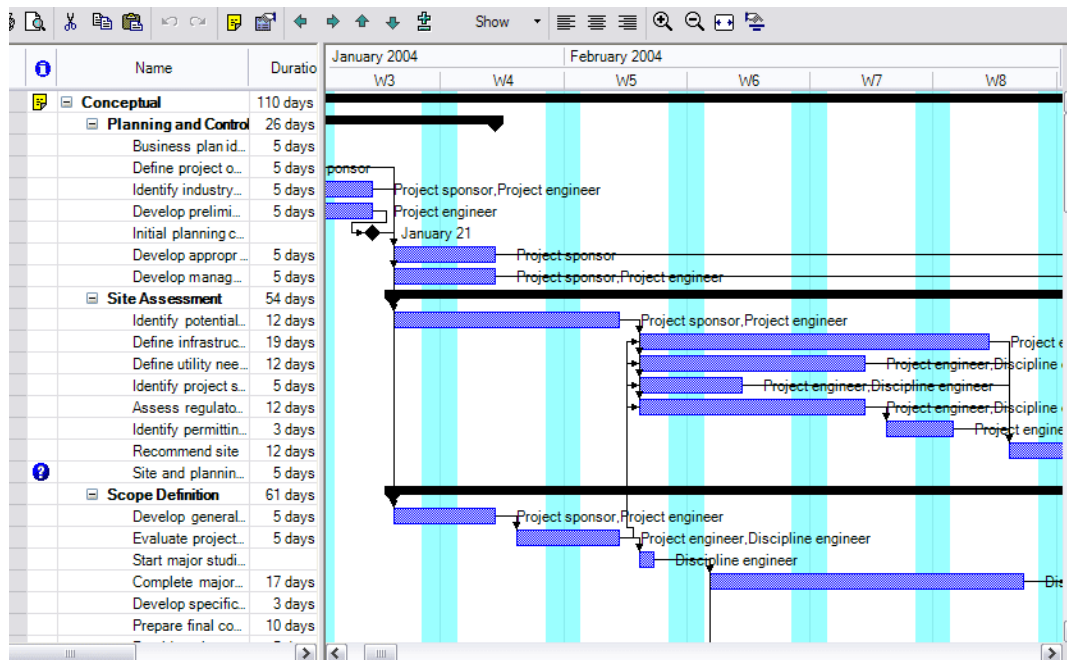 Show
January 2004 February 2004
Name Duratio
W3 W4 W5 W6 W7 W8
Conceptual 110 days
Planning and Control 26 days
Business plan id... 5 days
Define project o... 5 days ponsor
Identify industry... 5 days Project sponsor,Project engineer
Develop prelimi... 5 days Project engineer
Initial planning c... January 21
Develop appropr... 5 days Project sponsor
Develop manag... 5 days Project sponsor,Project engineer
Site Assessment 54 days
Identify potential... 12 days Project sponsor,Project engineer
Define infrastruc... 19 days Project e
Define utility nee... 12 days Project engineer,Discipline
Identify project s... 5 days Project engineer,Discipline engineer
Assess regulato... 12 days Project engineer,Discipline
Identify permittin... 3 days Project engine
Recommend site 12 days
? Site and plannin... 5 days
Scope Definition 61 days
Develop general... 5 days Project sponsor,Project engineer
Evaluate project... 5 days Project engineer,Discipline engineer
Start major studi... Discipline engineer
Complete major... 17 days Dis
Develop specific... 3 days
Prepare final co... 10 days